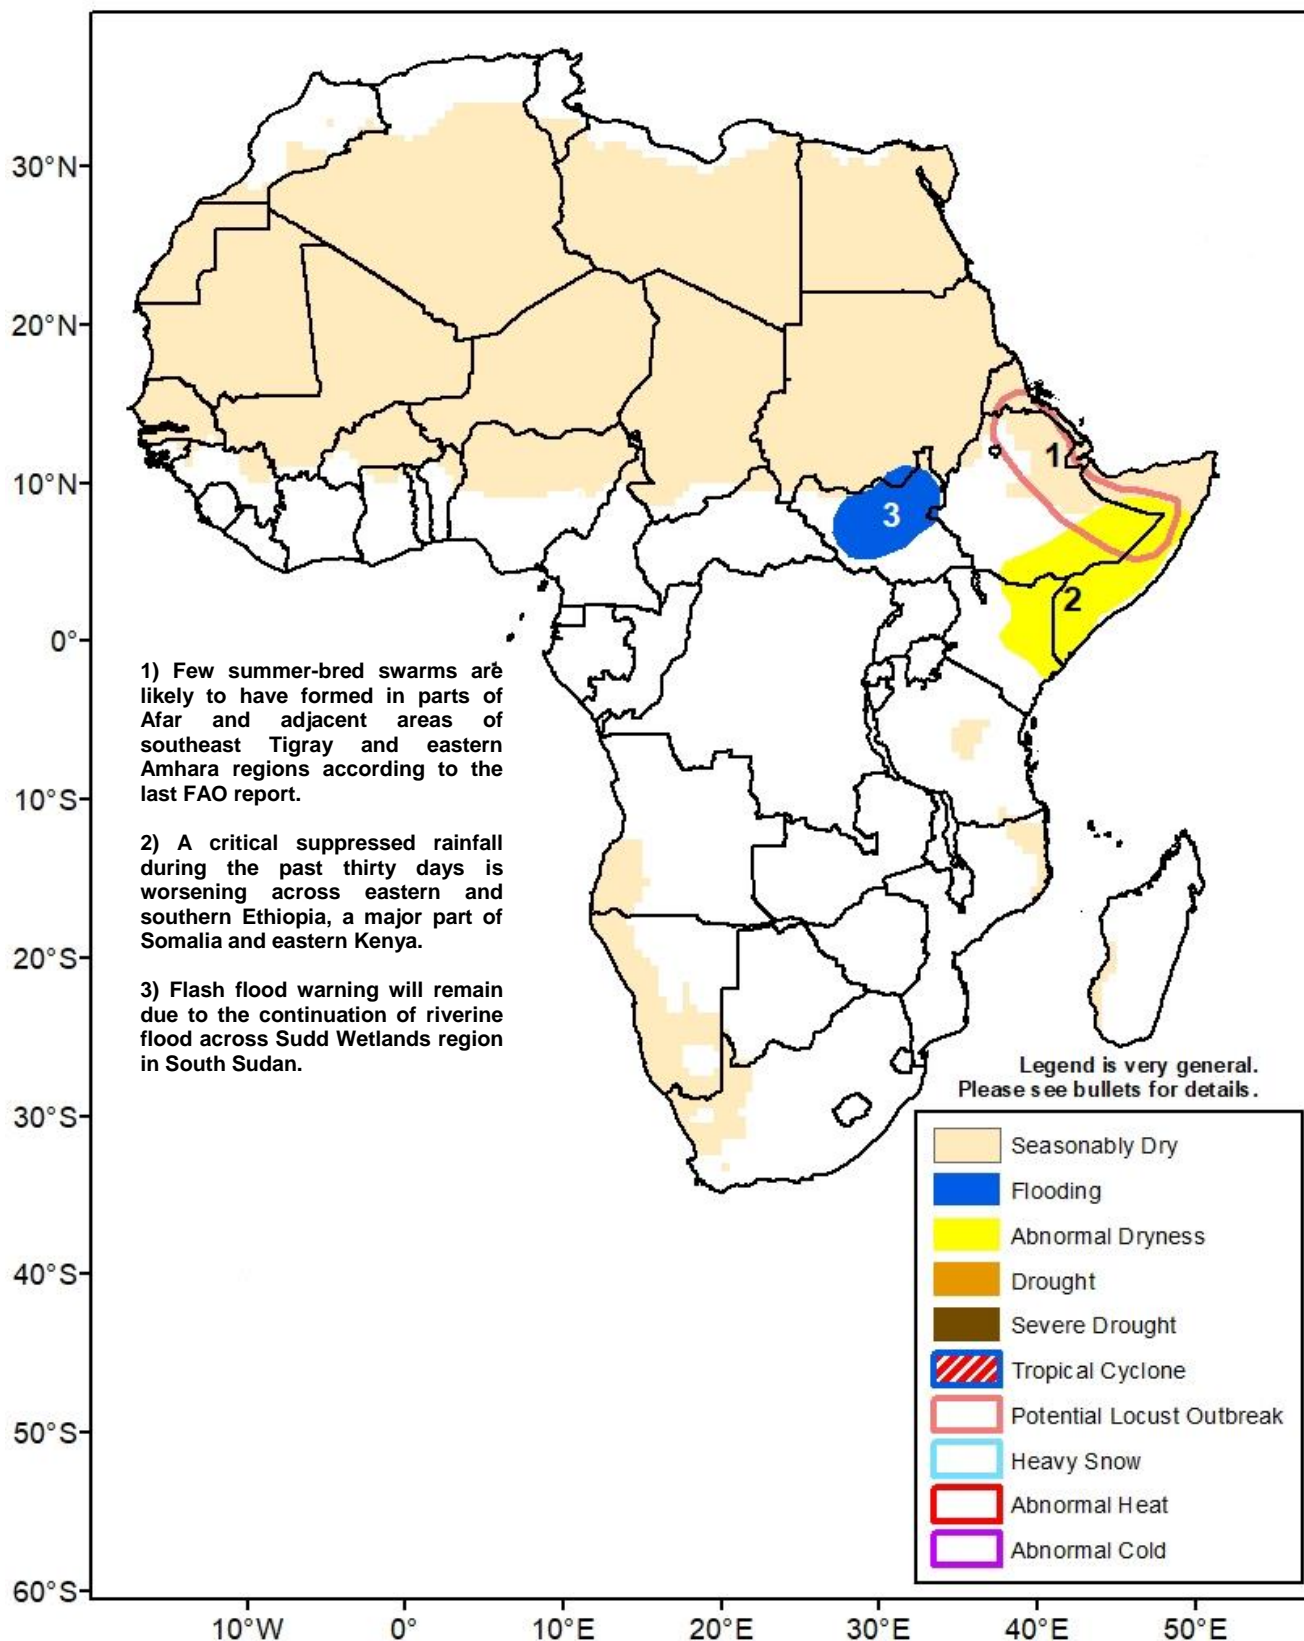 30°N
20°N
10°N
0°
10°S
20°S
30°S
40°S
50°S
60°S
10°W
0°
10°E
20°E
30°E
40°E
50°E
1
2
3
1) Few summer-bred swarms are
likely to have formed in parts of
Afar and adjacent areas of
southeast Tigray and eastern
Amhara regions according to the
last FAO report.
2) A critical suppressed rainfall
during the past thirty days is
worsening across eastern and
southern Ethiopia, a major part of
Somalia and eastern Kenya.
3) Flash flood warning will remain
due to the continuation of riverine
flood across Sudd Wetlands region
in South Sudan.
Legend is very general.
Please see bullets for details.
Seasonably Dry
Flooding
Abnormal Dryness
Drought
Severe Drought
Tropical Cyclone
Potential Locust Outbreak
Heavy Snow
Abnormal Heat
Abnormal Cold